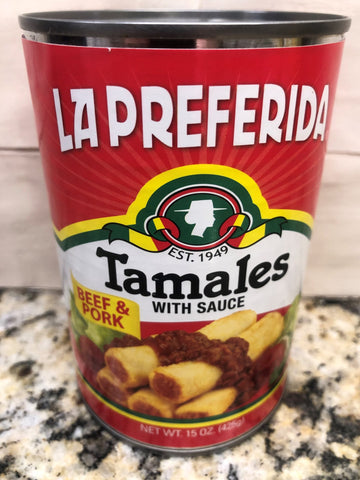 LA PREFERIDA
EST. 1949
Tamales
WITH SAUCE
BEEF &
PORK
NET WT. 15 OZ. (425g)